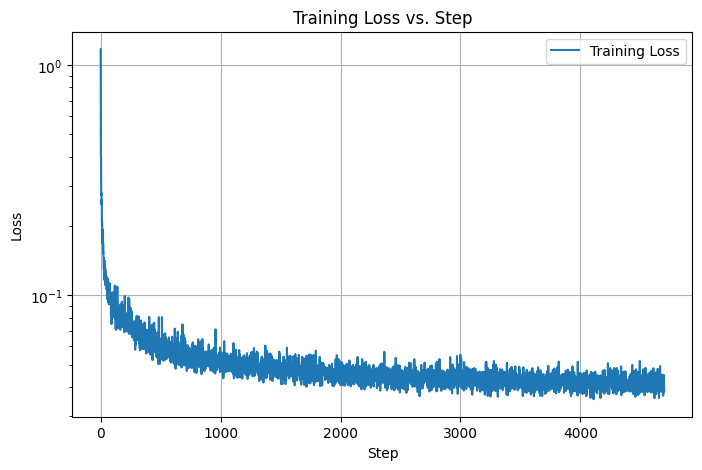 Training Loss vs. Step
Training Loss
10⁰
10⁻¹
Loss
0 1000 2000 3000 4000
Step